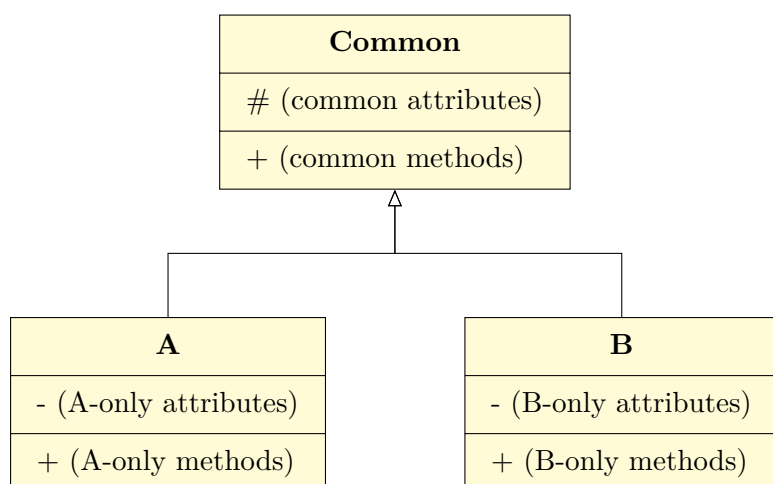 Common
# (common attributes)
+ (common methods)
A
- (A-only attributes)
+ (A-only methods)
B
- (B-only attributes)
+ (B-only methods)